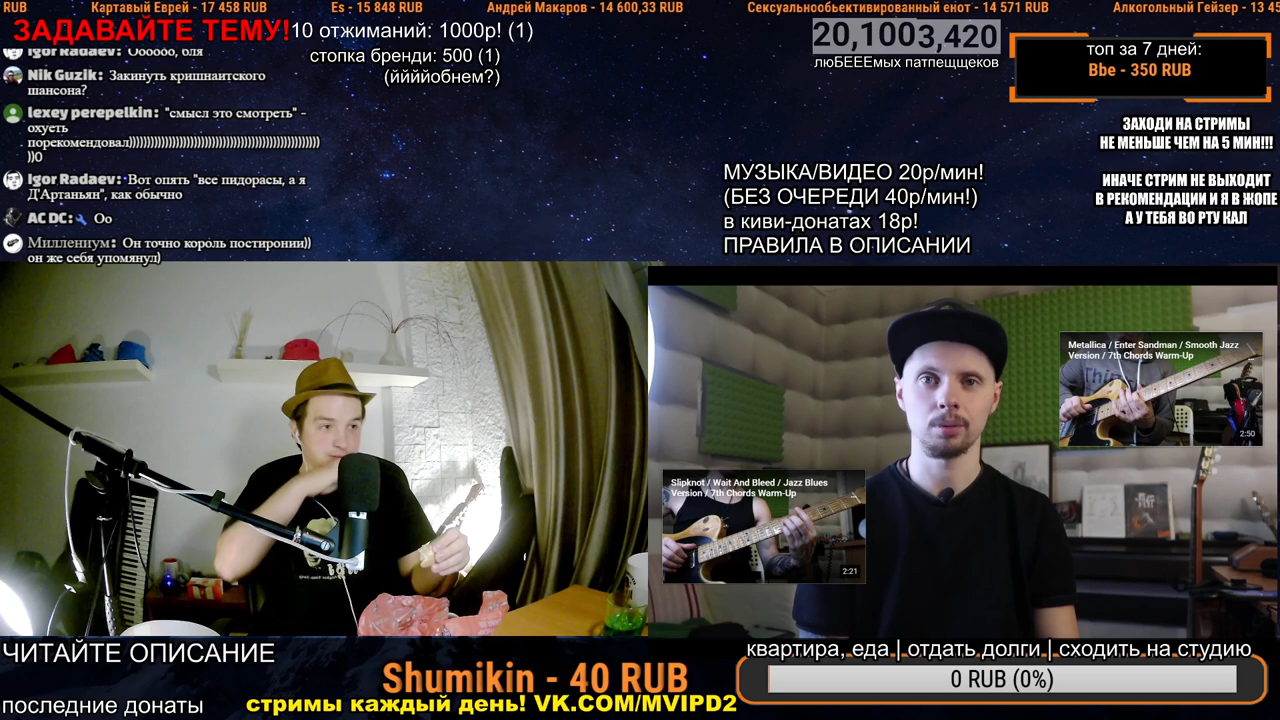 RUB Картавый Еврей - 17 458 RUB Es - 15 848 RUB Андрей Макаров - 14 600,33 RUB Сексуальнообьективированный енот - 14 571 RUB Алкогольный Гейзер - 13 45
ЗАДАВАЙТЕ ТЕМУ!
10 отжиманий: 1000р! (1)
стопка бренди: 500 (1)
(ййййобнем?)
Igor Radaev: Оооооо, бля
Nik Guzik: Закинуть кришнаитского
шансона?
lexey perepelkin: "смысл это смотреть" -
охуеть
Igor Radaev: Вот опять "все пидорасы, а я
Д'Артаньян", как обычно
AC DC: Оо
Миллениум: Он точно король постиронии))
он же себя упомянул)
20,100
3,420
люБЕЕЕмых патпещщеков
топ за 7 дней:
Bbe - 350 RUB
ЗАХОДИ НА СТРИМЫ
НЕ МЕНЬШЕ ЧЕМ НА 5 МИН!!!
ИНАЧЕ СТРИМ НЕ ВЫХОДИТ
В РЕКОМЕНДАЦИИ И Я В ЖОПЕ
А У ТЕБЯ ВО РТУ КАЛ
МУЗЫКА/ВИДЕО 20р/мин!
(БЕЗ ОЧЕРЕДИ 40р/мин!)
в киви-донатах 18р!
ПРАВИЛА В ОПИСАНИИ
Metallica / Enter Sandman / Smooth Jazz
Version / 7th Chords Warm-Up
2:50
Slipknot / Wait And Bleed / Jazz Blues
Version / 7th Chords Warm-Up
2:21
ЧИТАЙТЕ ОПИСАНИЕ
последние донаты
Shumikin - 40 RUB
стримы каждый день! VK.COM/MVIPD2
квартира, еда | отдать долги | сходить на студию
0 RUB (0%)